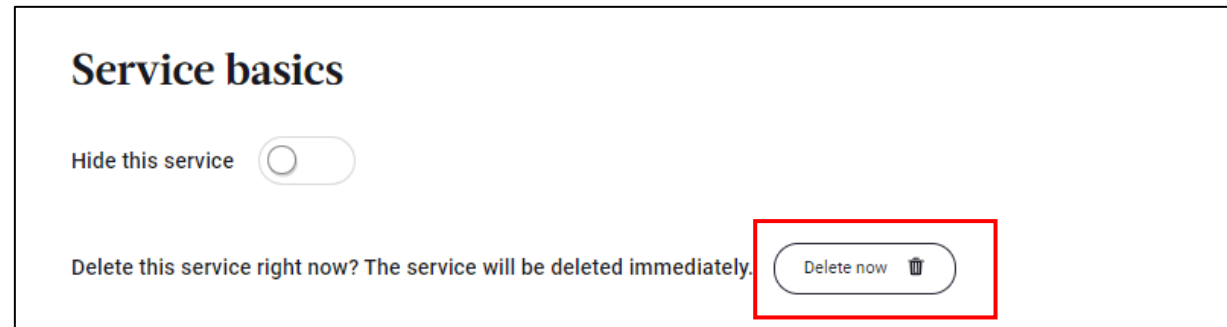 Service basics
Hide this service
Delete this service right now? The service will be deleted immediately. Delete now